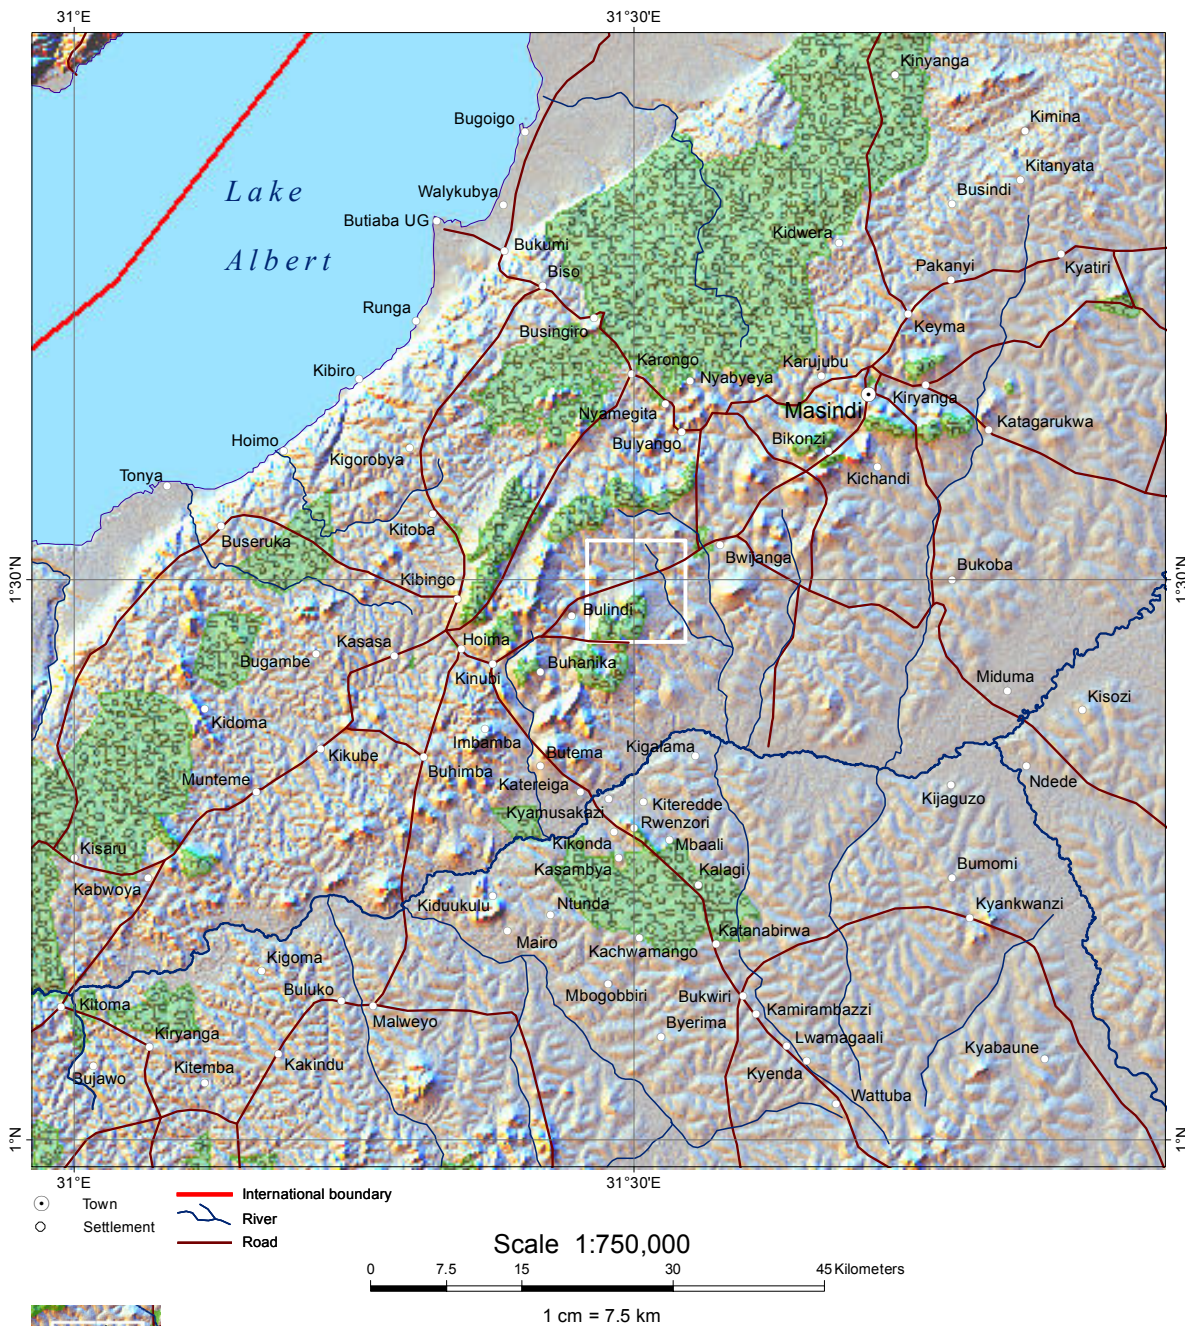 31°E
31°30'E
Kinyanga
Bugoigo
Kimina
Kitanyata
Lake
Walykubya
Busindi
Butiaba UG
Kidwera
Bukumi
Albert
Pakanyi
Kyatiri
Biso
Runga
Busingiro
Keyma
Kibiro
Karongo
Karujubu
Nyabyeya
Kiryanga
Nyamegita
Masindi
Katagarukwa
Hoimo
Bulyango
Bikonzi
Kigorobya
Tonya
Kichandi
Kitoba
Buseruka
Bwijanga
Bukoba
1°30'N
1°30'N
Kibingo
Bulindi
Kasasa
Hoima
Bugambe
Buhanika
Kinubi
Miduma
Kisozi
Kidoma
Imbamba
Kikube
Butema
Kigalama
Munteme
Buhimba
Katereiga
Ndede
Kijaguzo
Kyamusakazi
Kiteredde
Rwenzori
Kisaru
Kikonda
Mbaali
Kasambya
Kalagi
Bumomi
Kabwoya
Kiduukulu
Ntunda
Kyankwanzi
Katanabirwa
Mairo
Kachwamango
Kigoma
Buluko
Mbogobbiri
Bukwiri
Kitoma
Kamirambazzi
Malweyo
Byerima
Kiryanga
Lwamagaali
Kyabaune
Kakindu
Bujawo
Kitemba
Kyenda
Wattuba
1°N
1°N
31°E
31°30'E
Town
Settlement
International boundary
River
Road
Scale 1:750,000
0 7.5 15 30 45 Kilometers
1 cm = 7.5 km